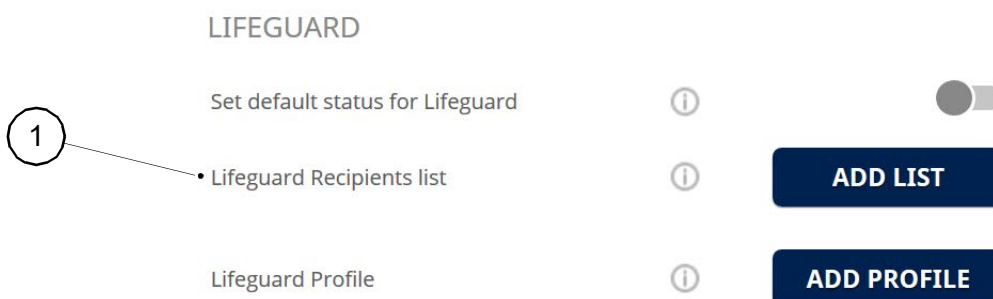 LIFEGUARD
Set default status for Lifeguard
1
Lifeguard Recipients list
ADD LIST
Lifeguard Profile
ADD PROFILE